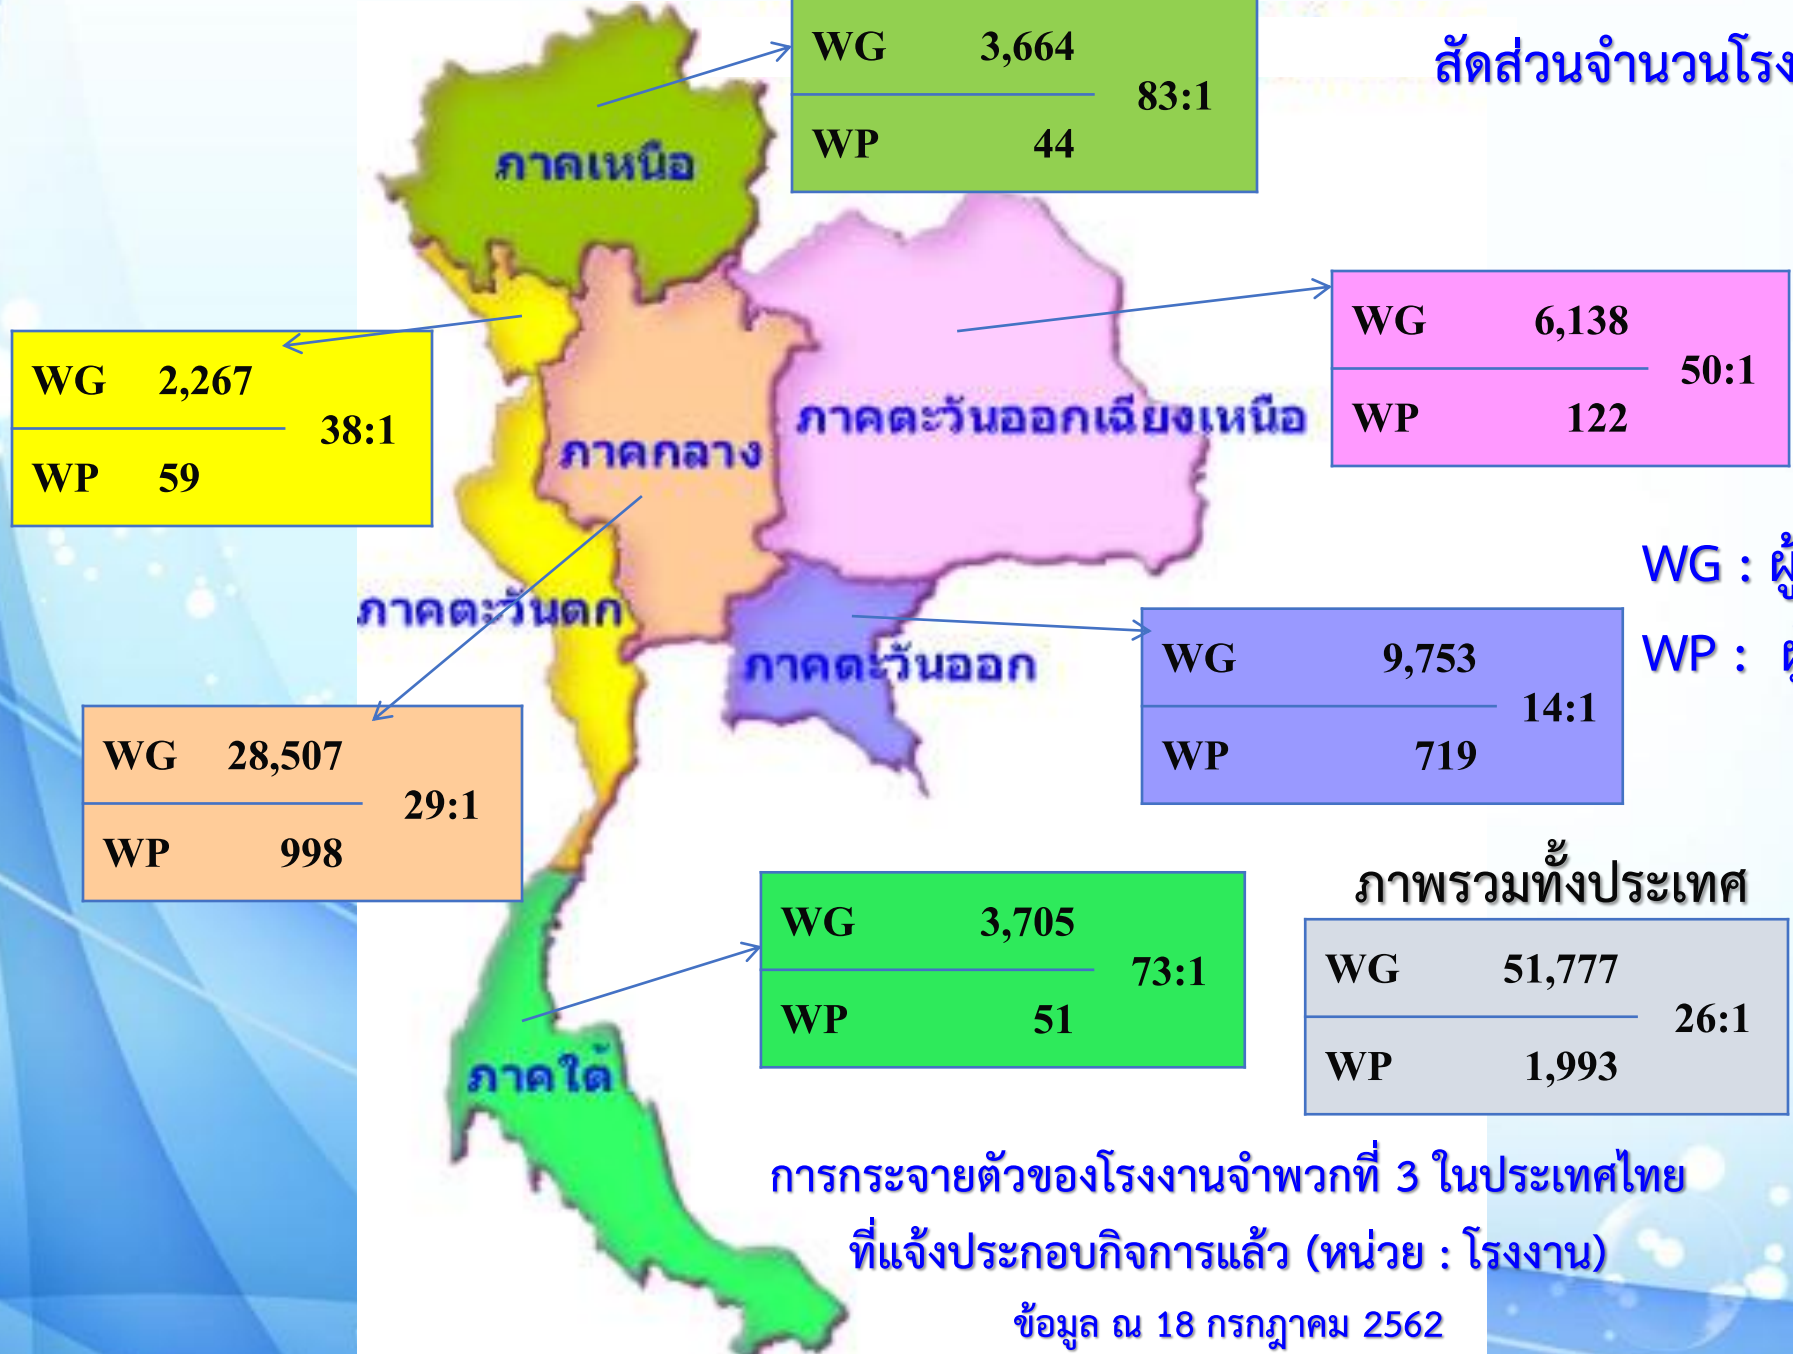 WG 3,664
83:1
WP 44
สัดส่วนจำนวนโรง
ภาคเหนือ
WG 6,138
50:1
WP 122
WG 2,267
38:1
WP 59
ภาคตะวันออกเฉียงเหนือ
ภาคกลาง
WG :
WP :
ภาคตะวันตก
ภาคตะวันออก
WG 9,753
14:1
WP 719
WG 28,507
29:1
WP 998
ภาพรวมทั้งประเทศ
WG 3,705
73:1
WP 51
WG 51,777
26:1
WP 1,993
ภาคใต้
การกระจายตัวของโรงงานจำพวกที่ 3 ในประเทศไทย
ที่แจ้งประกอบกิจการแล้ว (หน่วย : โรงงาน)
ข้อมูล ณ 18 กรกฎาคม 2562